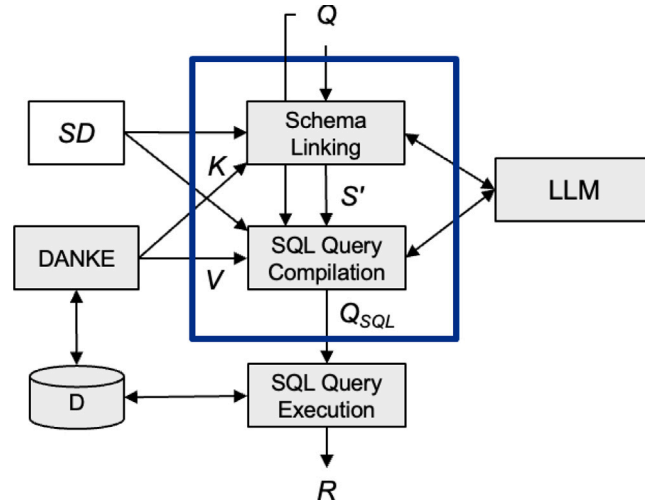 Q
SD
Schema
Linking
K
S'
LLM
DANKE
SQL Query
Compilation
V
Q_SQL
D
SQL Query
Execution
R